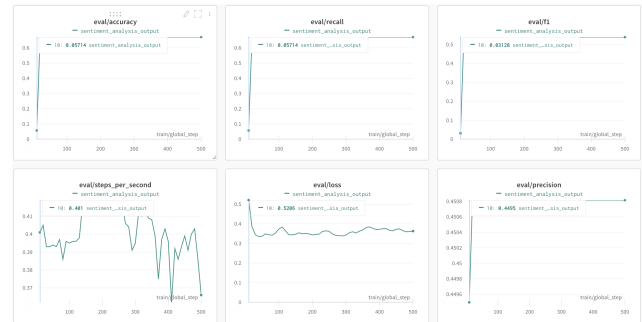 eval/accuracy
sentiment_analysis_output
10: 0.05714 sentiment_analysis_output
0.6
0.5
0.4
0.3
0.2
0.1
0
train/global_step
100
200
300
400
500
eval/recall
sentiment_analysis_output
10: 0.05714 sentiment_…sis_output
0.6
0.5
0.4
0.3
0.2
0.1
0
train/global_step
100
200
300
400
500
eval/f1
sentiment_analysis_output
10: 0.03128 sentiment_…sis_output
0.5
0.4
0.3
0.2
0.1
0
train/global_step
100
200
300
400
500
eval/steps_per_second
sentiment_analysis_output
10: 0.401 sentiment_…sis_output
0.41
0.4
0.39
0.38
0.37
train/global_step
100
200
300
400
500
eval/loss
sentiment_analysis_output
10: 0.5206 sentiment_…sis_output
0.5
0.4
0.3
0.2
0.1
0
train/global_step
100
200
300
400
500
eval/precision
sentiment_analysis_output
10: 0.4495 sentiment_…sis_output
0.4508
0.4506
0.4504
0.4502
0.45
0.4498
0.4496
train/global_step
100
200
300
400
500